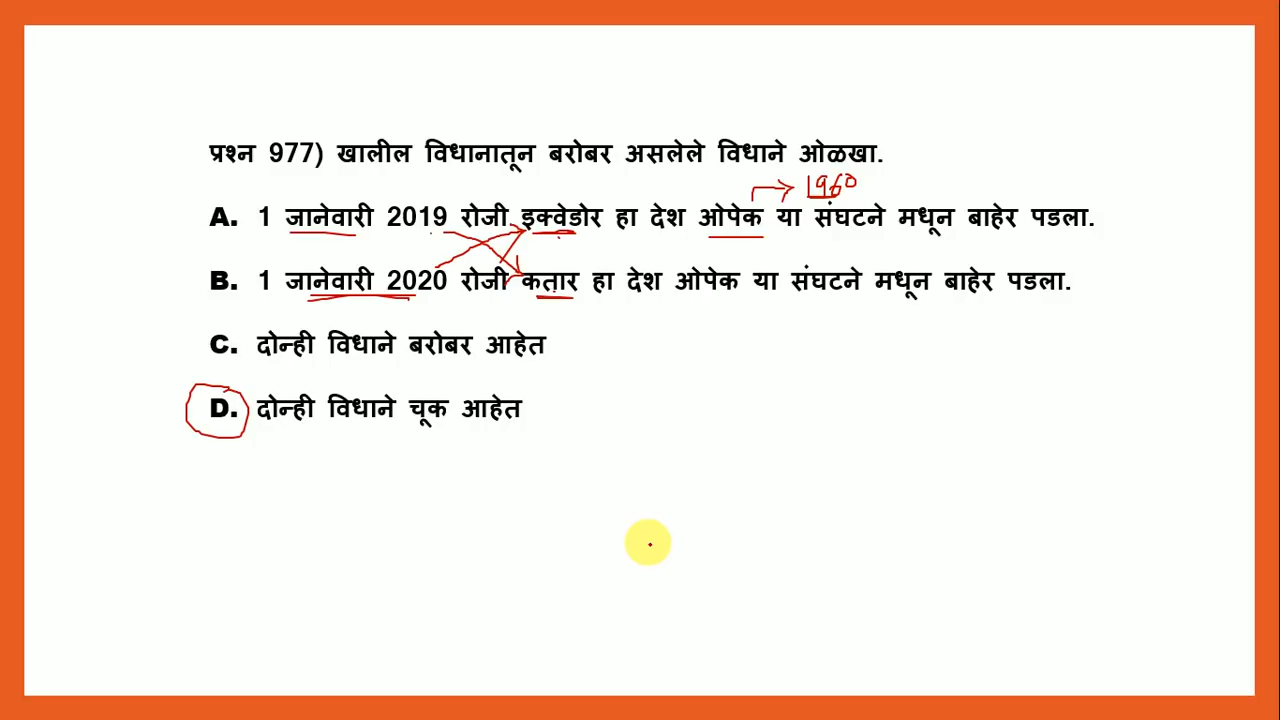 प्रश्न 977) खालील विधानातून बरोबर असलेले विधाने ओळखा.
1960
A. 1 जानेवारी 2019 रोजी इक्वेडोर हा देश ओपेक या संघटने मधून बाहेर पडला.
B. 1 जानेवारी 2020 रोजी कतार हा देश ओपेक या संघटने मधून बाहेर पडला.
C. दोन्ही विधाने बरोबर आहेत
D. दोन्ही विधाने चूक आहेत